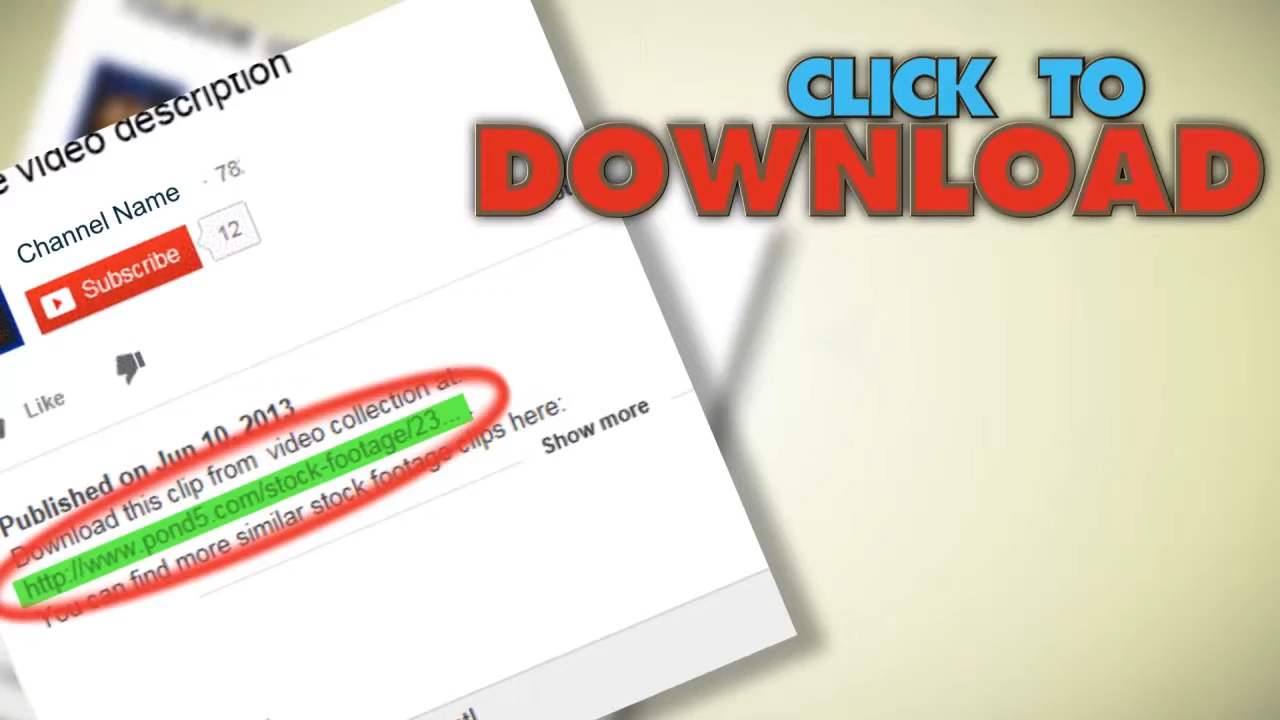 CLICK TO
DOWNLOAD
e video description
Channel Name
Subscribe
12
Like
Published on Jun 10, 2013
Download this clip from video collection at:
http://www.pond5.com/stock-footage/23...
You can find more similar stock footage clips here:
Show more